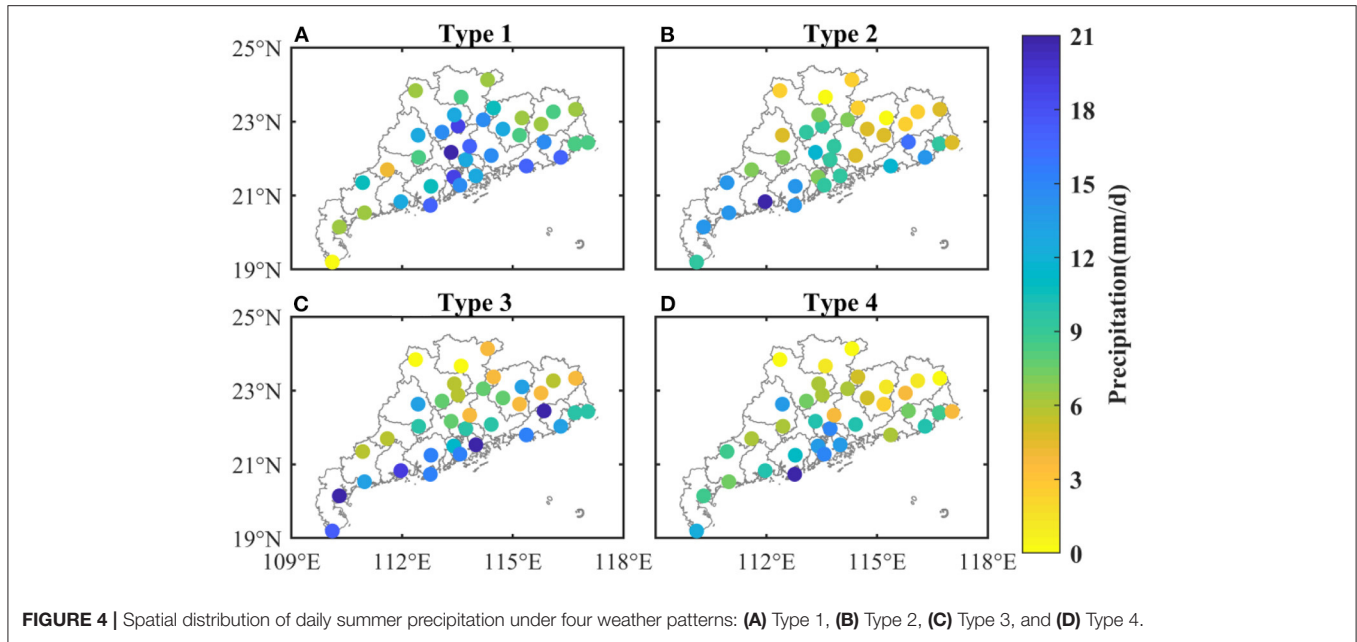 A Type 1
B Type 2
25°N
23°N
21°N
19°N
C Type 3
D Type 4
25°N
23°N
21°N
19°N
109°E 112°E 115°E 118°E
112°E 115°E 118°E
21
18
15
12
9
6
3
0
Precipitation(mm/d)
FIGURE 4 | Spatial distribution of daily summer precipitation under four weather patterns: (A) Type 1, (B) Type 2, (C) Type 3, and (D) Type 4.